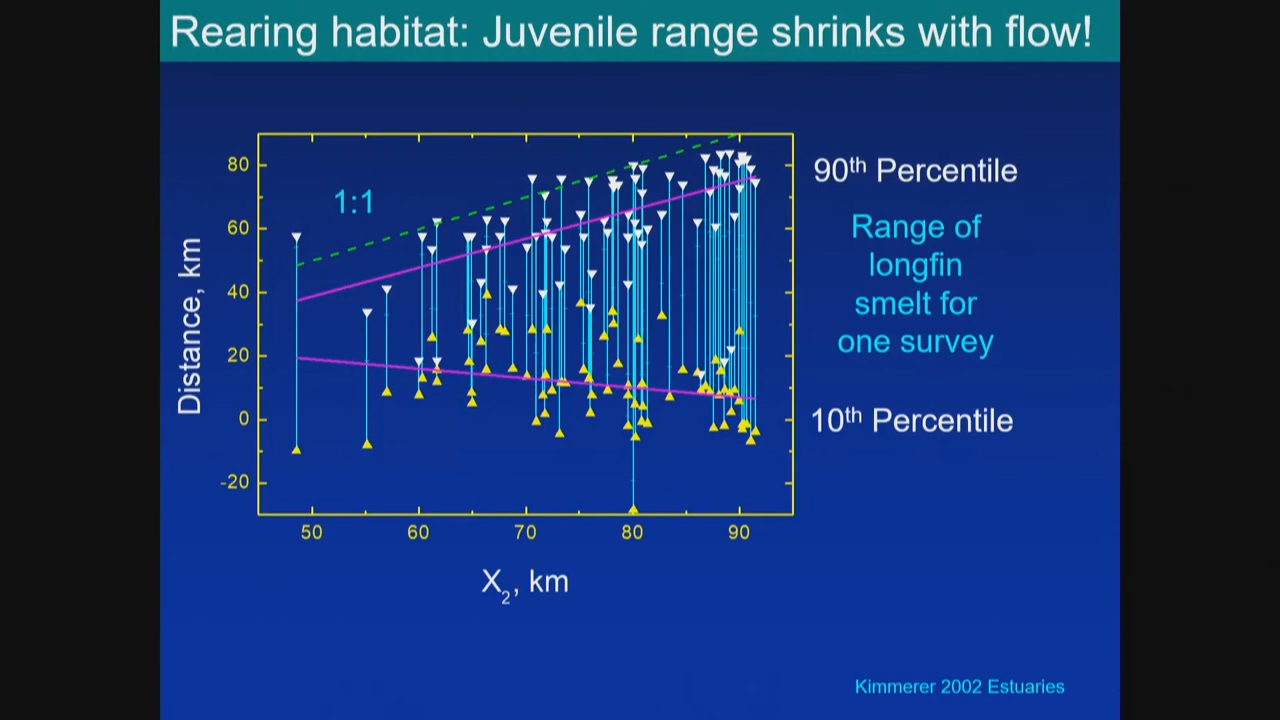 Rearing habitat: Juvenile range shrinks with flow!
80
60
40
20
0
-20
Distance, km
1:1
50
60
70
80
90
X2, km
90th Percentile
Range of
longfin
smelt for
one survey
10th Percentile
Kimmerer 2002 Estuaries